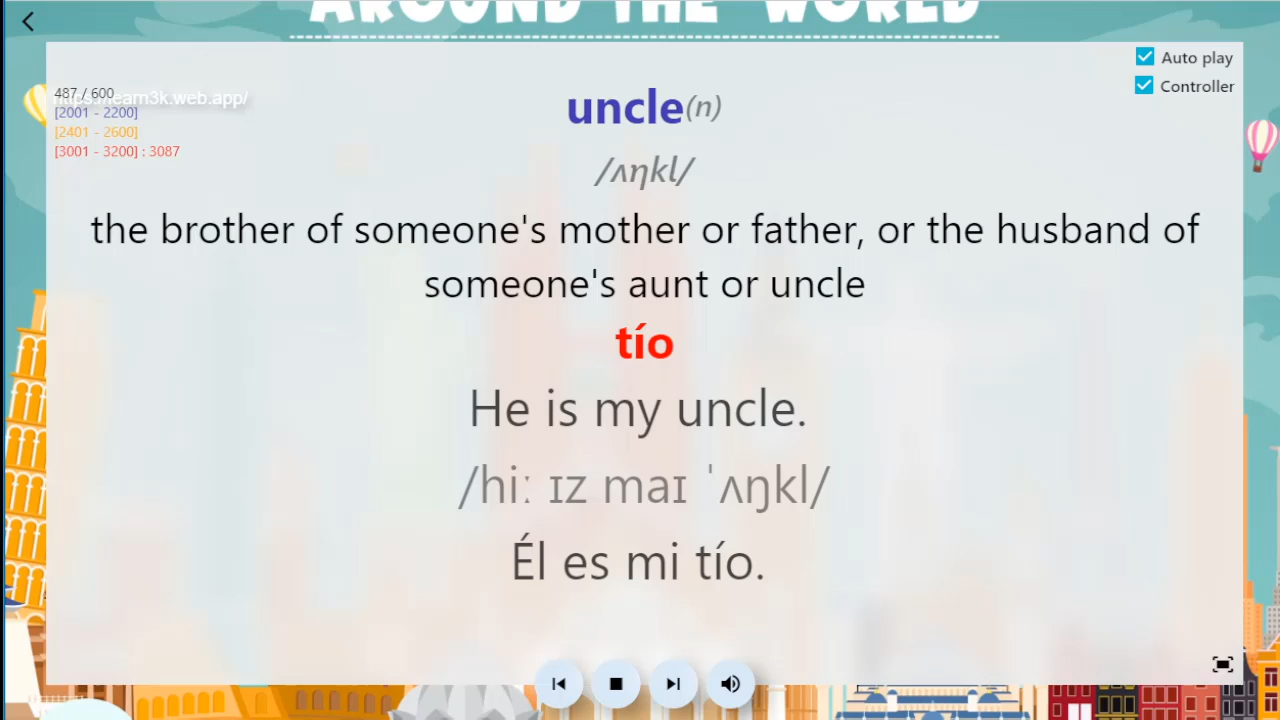 AROUND THE WORLD
Auto play
Controller
487 / 600
https://learn3k.web.app/
[2001 - 2200]
[2401 - 2600]
[3001 - 3200] : 3087
uncle(n)
/ʌŋkl/
the brother of someone's mother or father, or the husband of
someone's aunt or uncle
tío
He is my uncle.
/hiː ɪz maɪ ˈʌŋkl/
Él es mi tío.